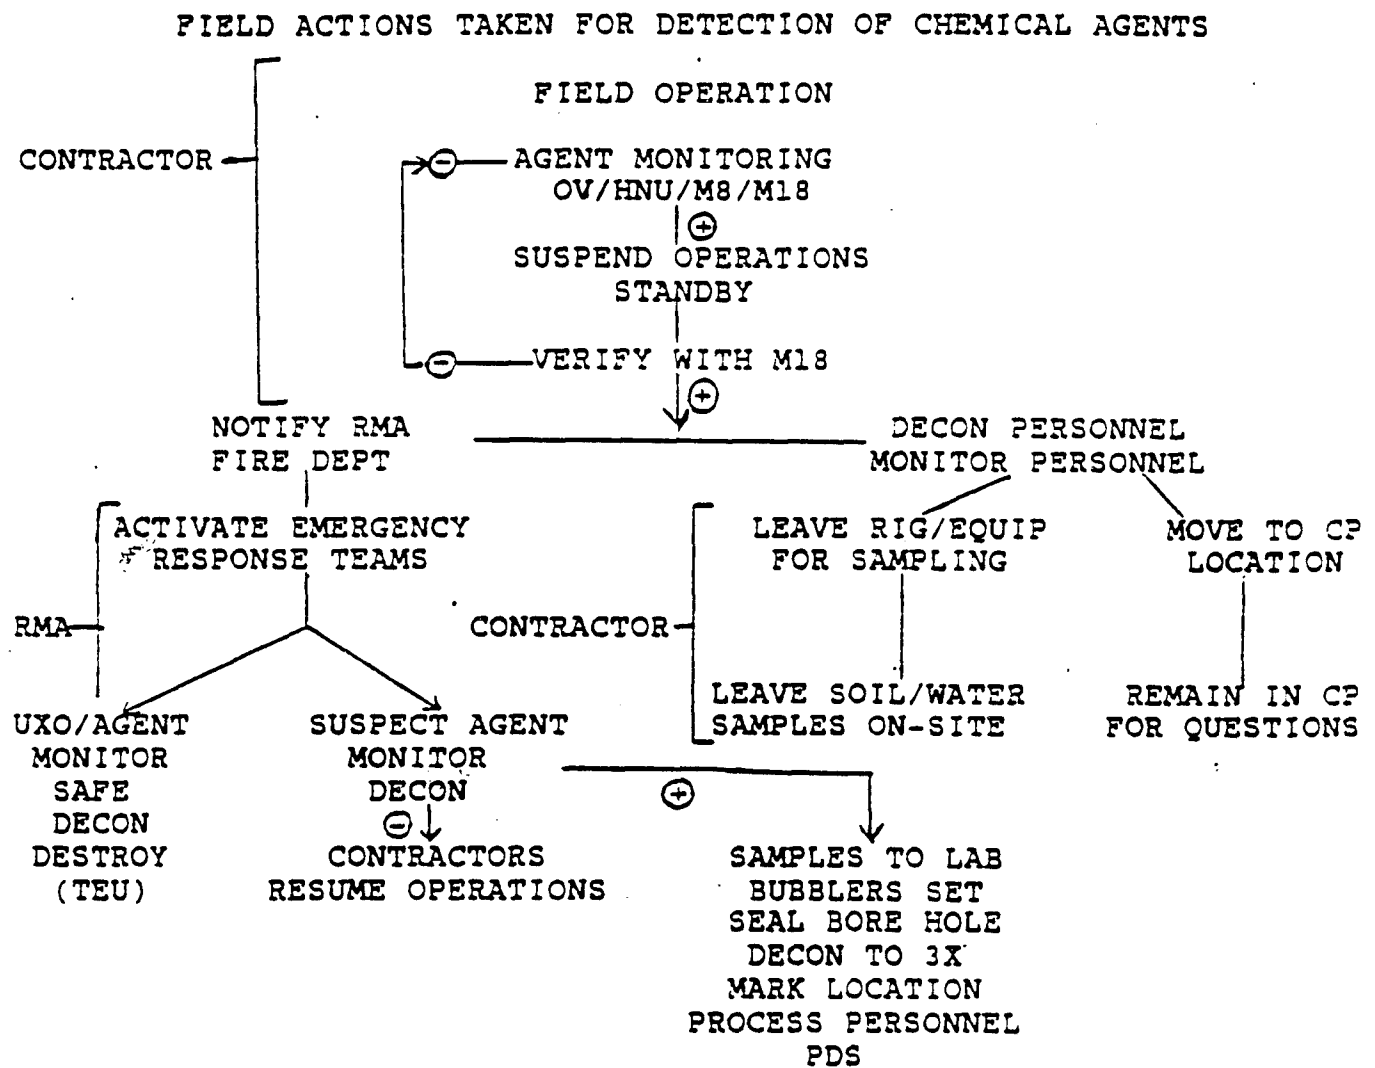 FIELD ACTIONS TAKEN FOR DETECTION OF CHEMICAL AGENTS
FIELD OPERATION
CONTRACTOR
- AGENT MONITORING
OV/HNU/M8/M18
+
SUSPEND OPERATIONS
STANDBY
- VERIFY WITH M18
+
NOTIFY RMA
FIRE DEPT
DECON PERSONNEL
MONITOR PERSONNEL
ACTIVATE EMERGENCY
RESPONSE TEAMS
RMA
CONTRACTOR
LEAVE RIG/EQUIP
FOR SAMPLING
MOVE TO CP
LOCATION
LEAVE SOIL/WATER
SAMPLES ON-SITE
REMAIN IN CP
FOR QUESTIONS
UXO/AGENT
MONITOR
SAFE
DECON
DESTROY
(TEU)
SUSPECT AGENT
MONITOR
DECON
-
CONTRACTORS
RESUME OPERATIONS
+
SAMPLES TO LAB
BUBBLERS SET
SEAL BORE HOLE
DECON TO 3X
MARK LOCATION
PROCESS PERSONNEL
PDS